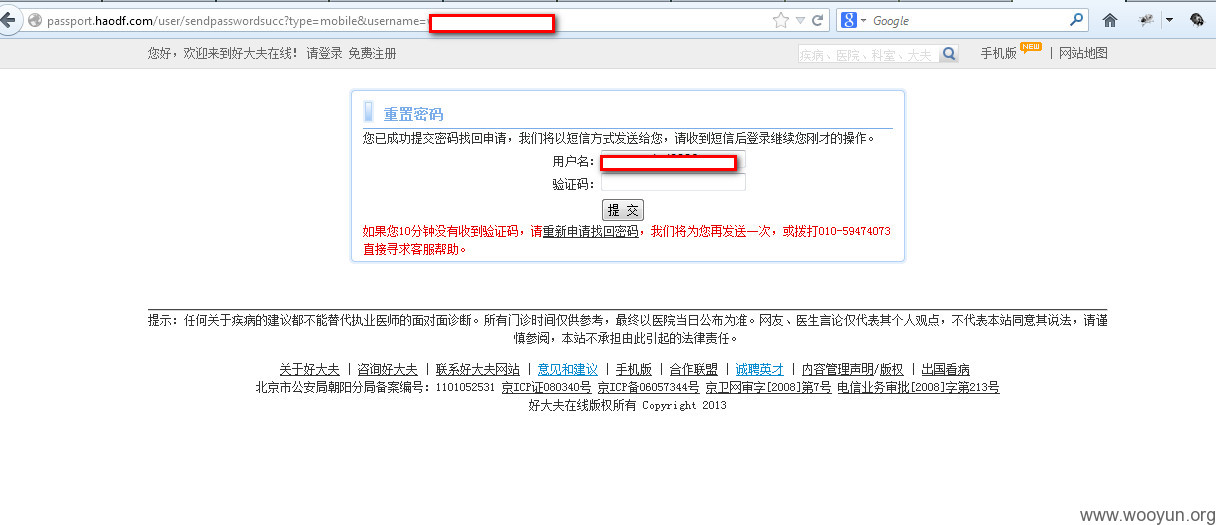 passport.haodf.com/user/sendpasswordsucc?type=mobile&username=
Google
您好，欢迎来到好大夫在线！ 请登录 免费注册
疾病、医院、科室、大夫
手机版 NEW | 网站地图
重置密码
您已成功提交密码找回申请，我们将以短信方式发送给您，请收到短信后登录继续您刚才的操作。
用户名：
验证码：
提 交
如果您10分钟没有收到验证码，请重新申请找回密码，我们将为您再发送一次，或拨打010-59474073
直接寻求客服帮助。
提示：任何关于疾病的建议都不能替代执业医师的面对面诊断。所有门诊时间仅供参考，最终以医院当日公布为准。网友、医生言论仅代表其个人观点，不代表本站同意其说法，请谨
慎参阅，本站不承担由此引起的法律责任。
关于好大夫 | 咨询好大夫 | 联系好大夫网站 | 意见和建议 | 手机版 | 合作联盟 | 诚聘英才 | 内容管理声明/版权 | 出国看病
北京市公安局朝阳分局备案编号：1101052531 京ICP证080340号 京ICP备06057344号 京卫网审字[2008]第7号 电信业务审批[2008]字第213号
好大夫在线版权所有 Copyright 2013
www.wooyun.org